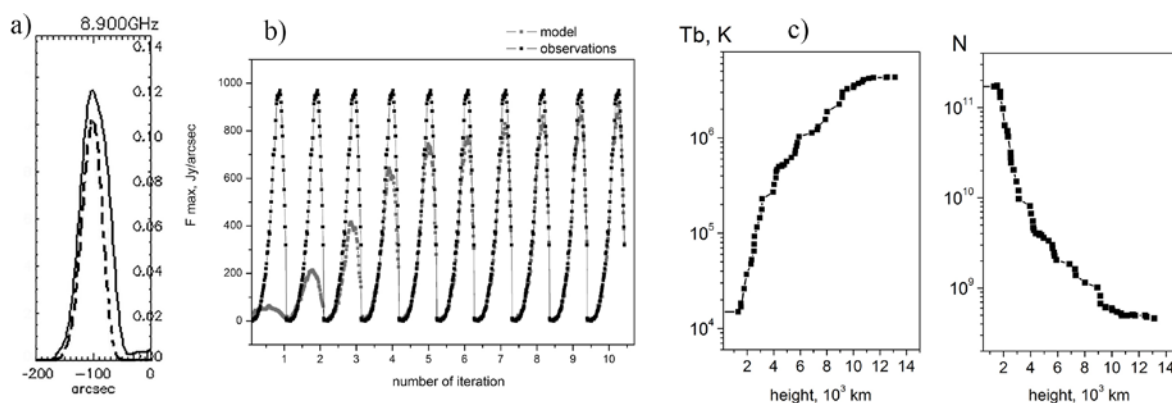 a)
8.900GHz
0.14
0.12
0.10
0.08
0.06
0.04
0.02
0.00
-200
-100
0
arcsec
b)
model
observations
F max, Jy/arcsec
1000
800
600
400
200
0
1 2 3 4 5 6 7 8 9 10
number of iteration
Tb, K
c)
10^6
10^5
10^4
0 2 4 6 8 10 12 14
height, 10^3 km
N
10^11
10^10
10^9
0 2 4 6 8 10 12 14
height, 10^3 km